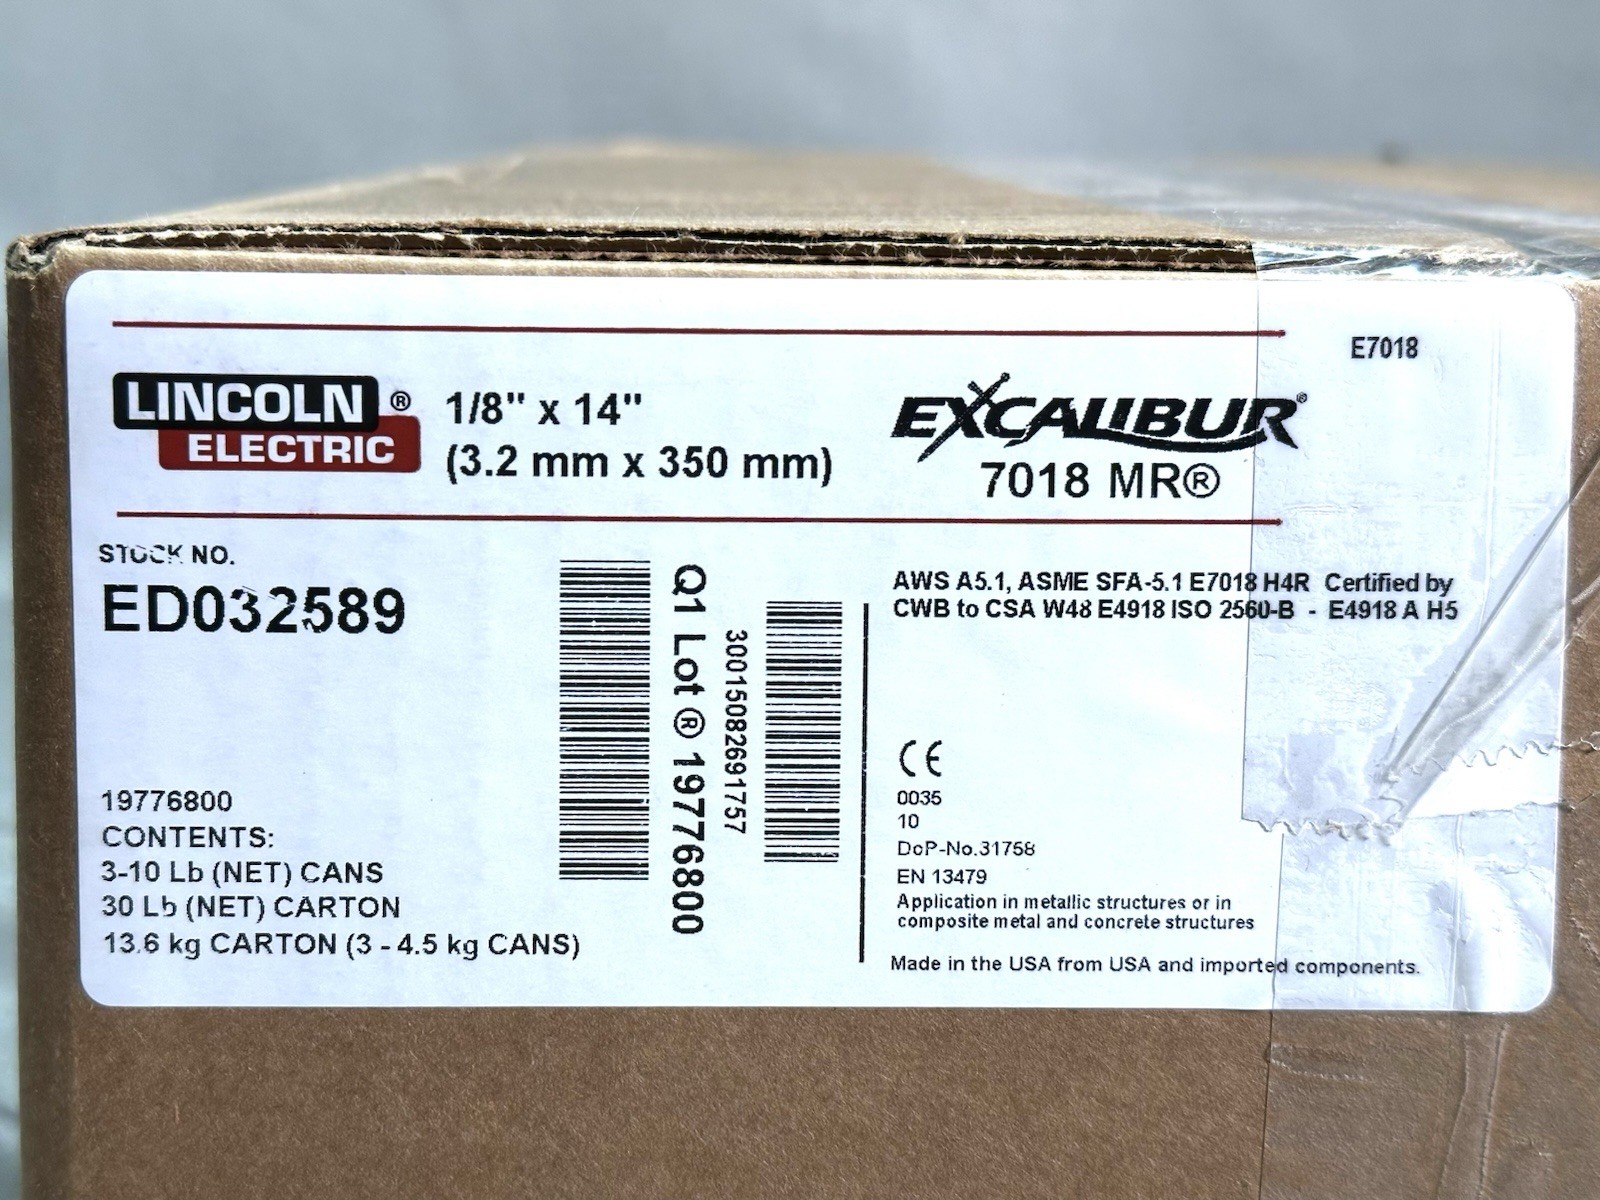 E7018
LINCOLN ®
ELECTRIC
1/8" x 14"
(3.2 mm x 350 mm)
EXCALIBUR®
7018 MR®
STOCK NO.
ED032589
19776800
CONTENTS:
3-10 Lb (NET) CANS
30 Lb (NET) CARTON
13.6 kg CARTON (3 - 4.5 kg CANS)
Q1 Lot ® 19776800
30015082691757
AWS A5.1, ASME SFA-5.1 E7018 H4R Certified by
CWB to CSA W48 E4918 ISO 2560-B - E4918 A H5
CE
0035
10
DoP-No.31758
EN 13479
Application in metallic structures or in
composite metal and concrete structures
Made in the USA from USA and imported components.